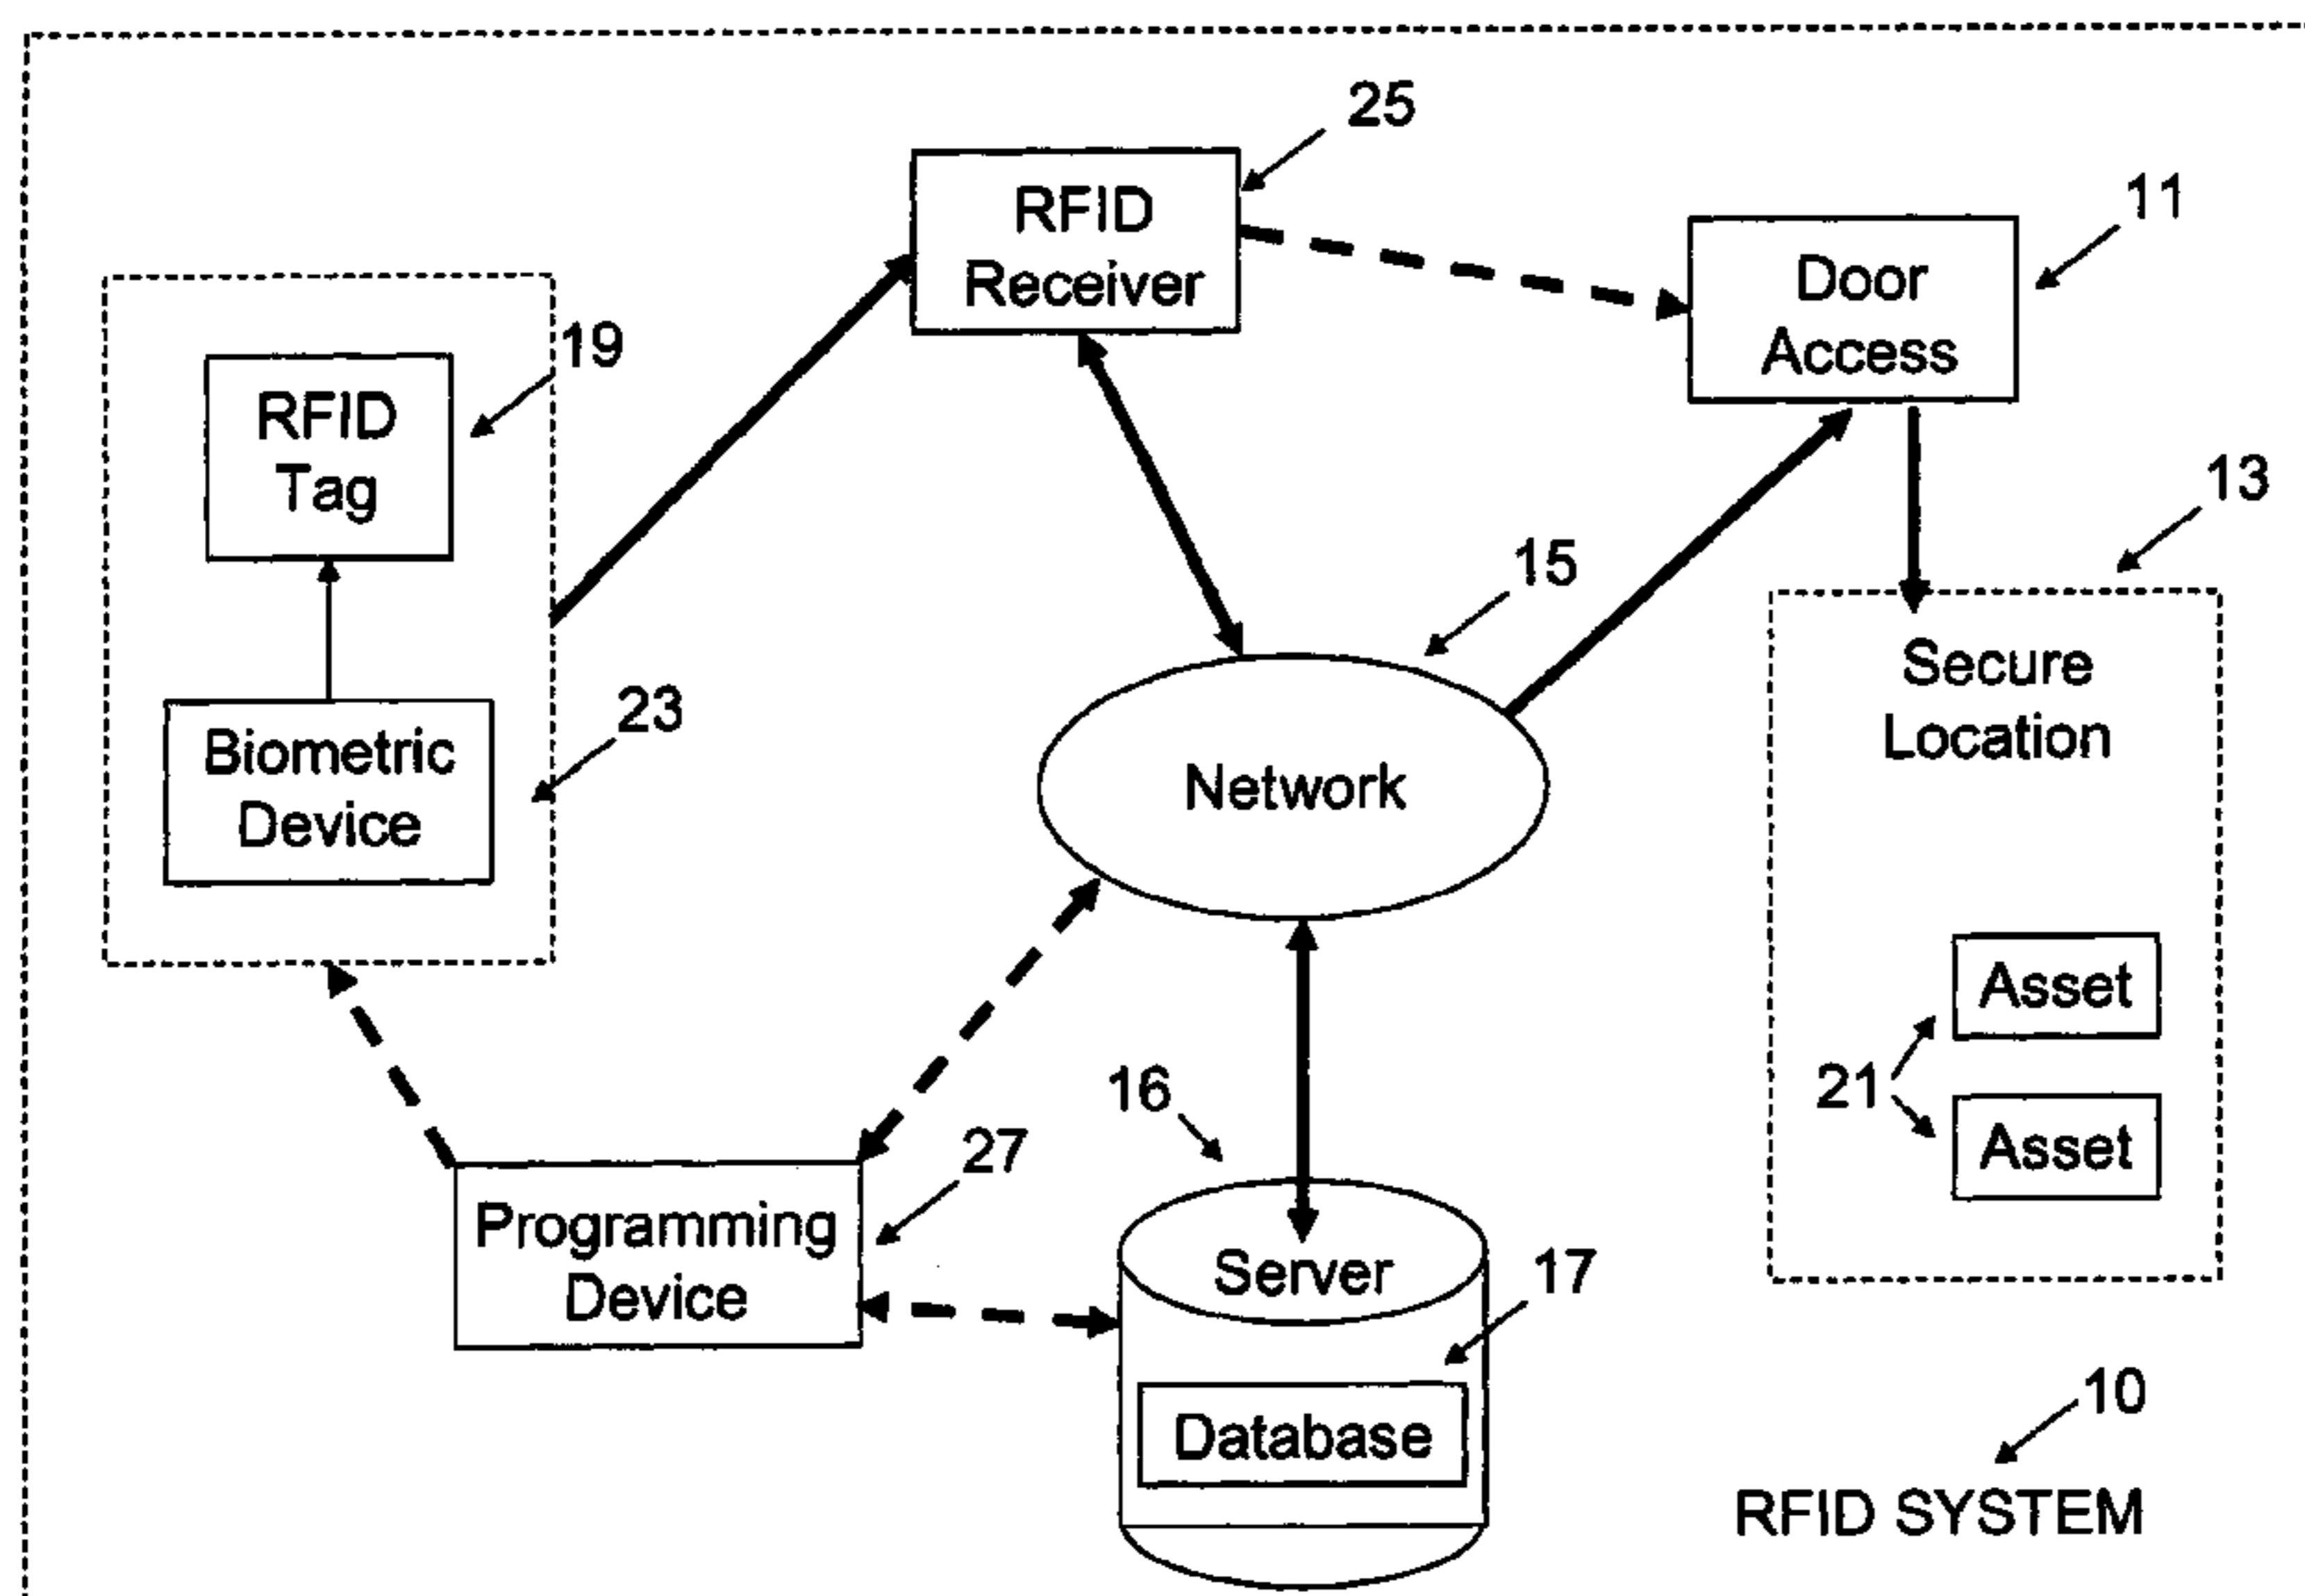 25
RFID
Receiver
11
Door
Access
19
RFID
Tag
13
15
Secure
Location
23
Biometric
Device
Network
Asset
21
Asset
16
27
Programming
Device
Server
17
Database
10
RFID SYSTEM